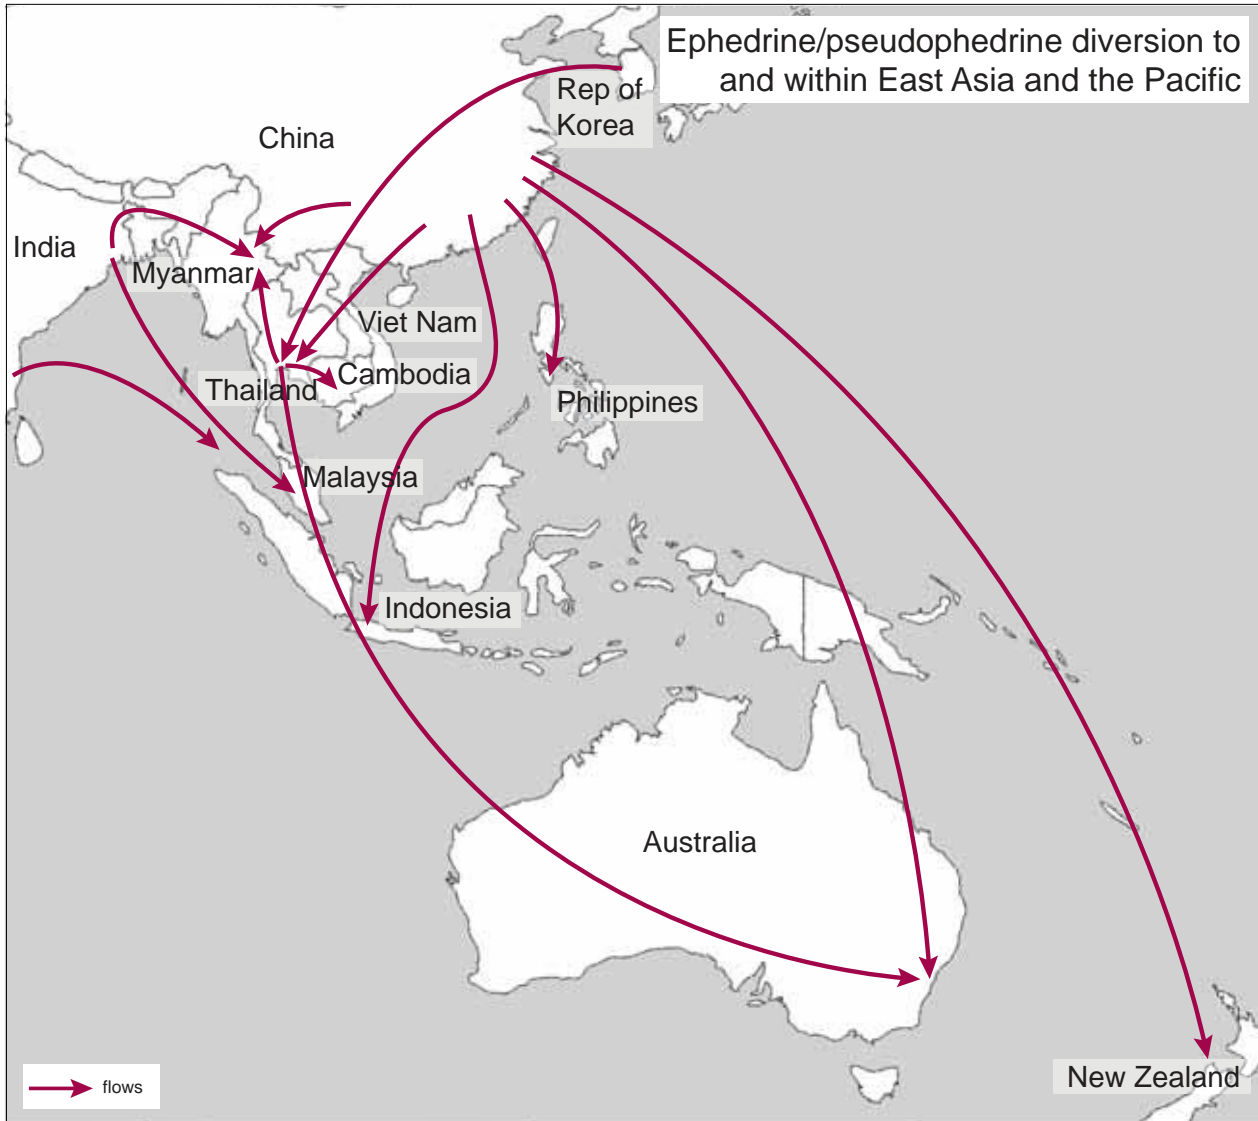 Ephedrine/pseudophedrine diversion to
and within East Asia and the Pacific
Rep of
Korea
China
India
Myanmar
Viet Nam
Thailand
Cambodia
Philippines
Malaysia
Indonesia
Australia
New Zealand
flows